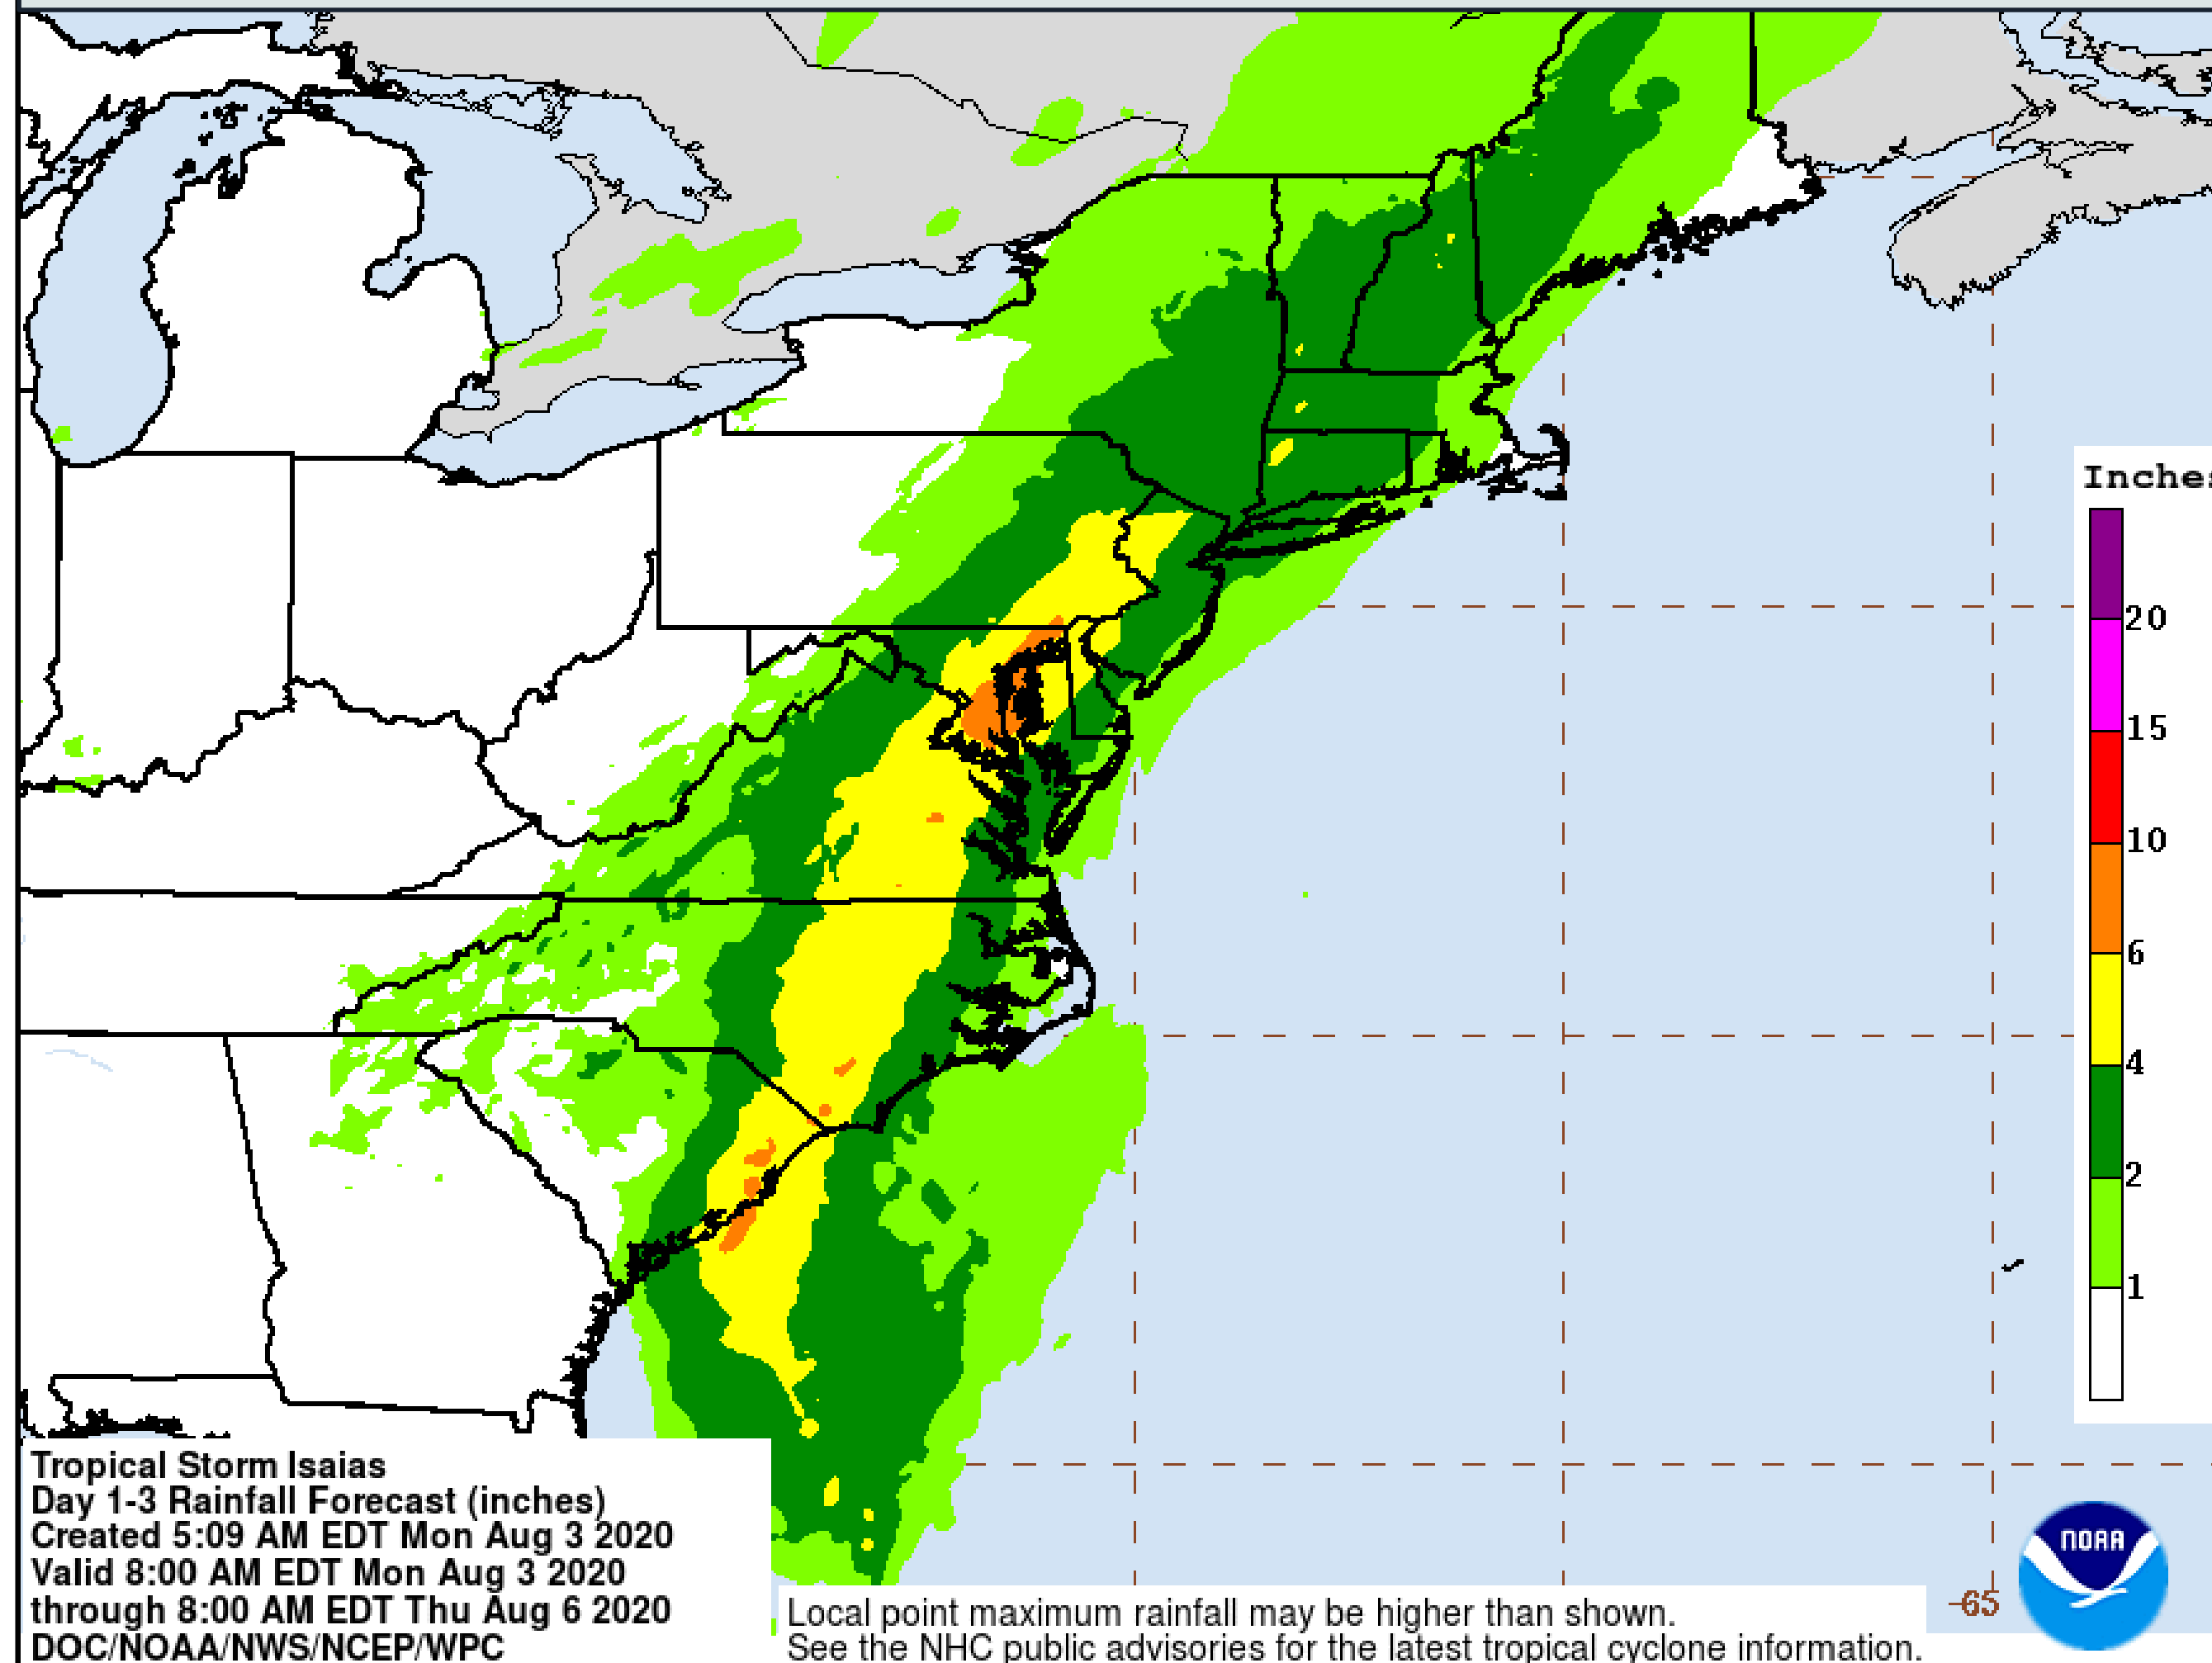 Inche
20
15
10
6
4
2
1
Tropical Storm Isaias
Day 1-3 Rainfall Forecast (inches)
Created 5:09 AM EDT Mon Aug 3 2020
Valid 8:00 AM EDT Mon Aug 3 2020
through 8:00 AM EDT Thu Aug 6 2020
DOC/NOAA/NWS/NCEP/WPC
Local point maximum rainfall may be higher than shown.
See the NHC public advisories for the latest tropical cyclone information.
-65
NOAA